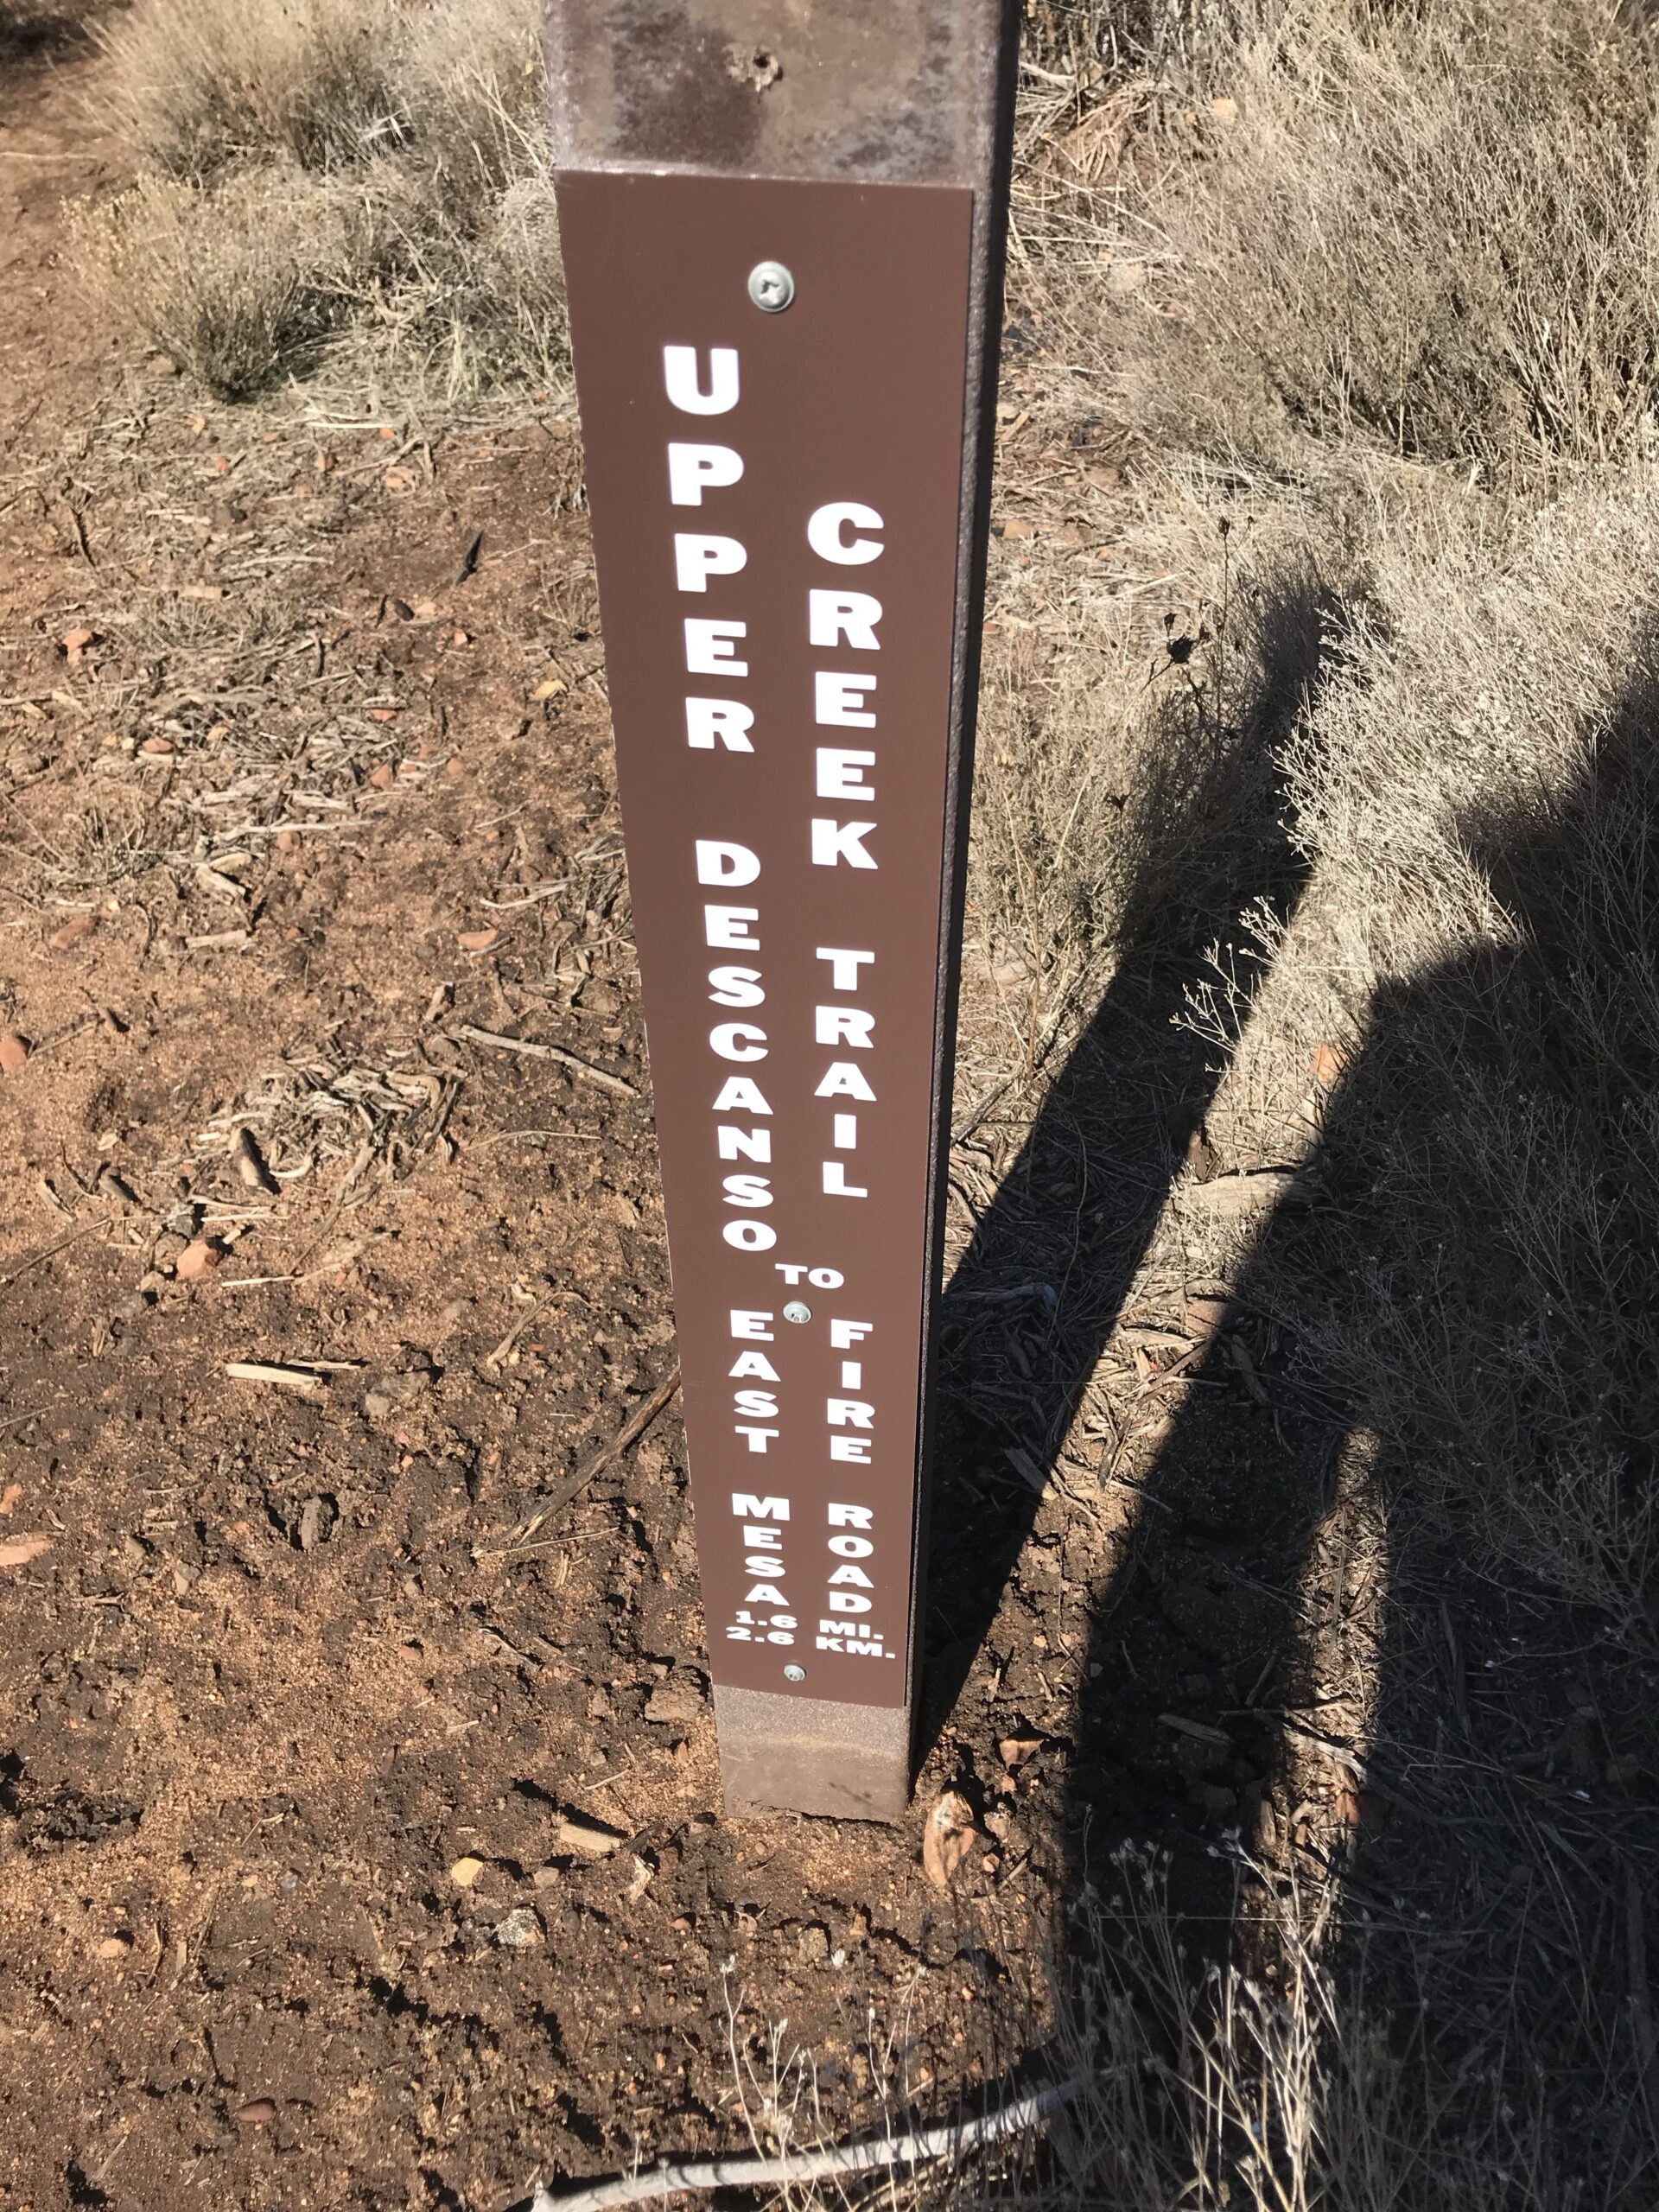 UPPER DESCANSO
CREEK TRAIL
TO
EAST MESA
FIRE ROAD
1.6 MI.
2.6 KM.